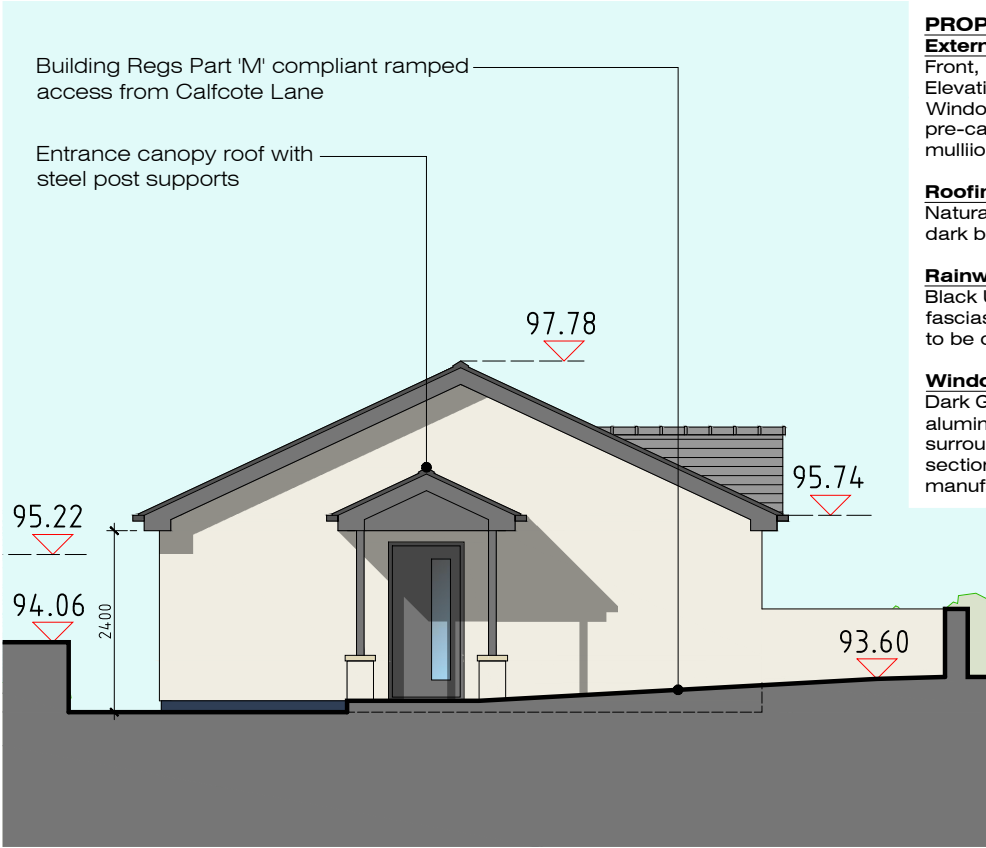 Building Regs Part 'M' compliant ramped
access from Calfcote Lane
Entrance canopy roof with
steel post supports
97.78
95.74
95.22
94.06
2400
93.60
PROP
Extern
Front,
Elevati
Windo
pre-ca
mulliio
Roofin
Natura
dark b
Rainw
Black U
fascias
to be c
Windo
Dark G
alumin
surrou
section
manuf